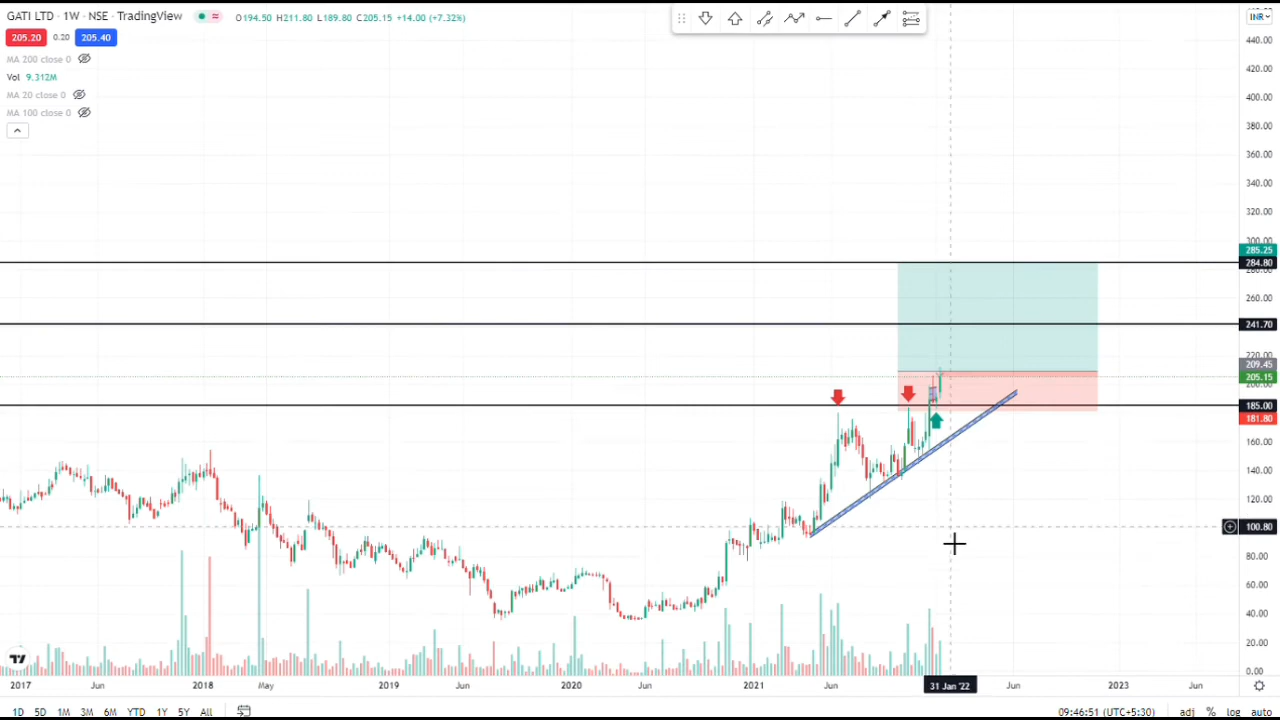 GATI LTD · 1W · NSE · TradingView
O194.50 H211.80 L189.80 C205.15 +14.00 (+7.32%)
INR
205.20 0.20 205.40
MA 200 close 0
Vol 9.312M
MA 20 close 0
MA 100 close 0
440.00
420.00
400.00
380.00
360.00
340.00
320.00
300.00
285.25
284.80
280.00
260.00
241.70
220.00
209.45
205.15
200.00
185.00
181.80
160.00
140.00
120.00
100.80
80.00
60.00
40.00
20.00
0.00
2017 Jun 2018 May 2019 Jun 2020 Jun 2021 Jun 31 Jan '22 Jun 2023 Jun
1D 5D 1M 3M 6M YTD 1Y 5Y All 09:46:51 (UTC+5:30) adj % log auto